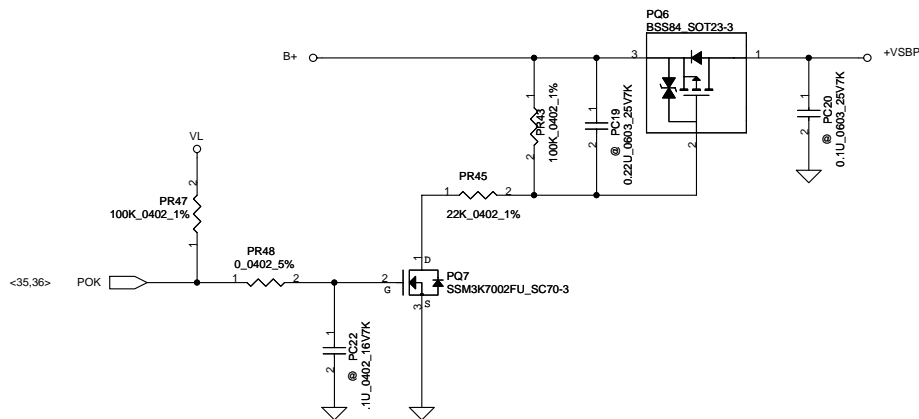 PQ6
BSS84_SOT23-3
B+
3
1
+VSBP
1
PR43
100K_0402_1%
2
1
@ PC19
0.22U_0603_25V7K
2
2
1
@ PC20
0.1U_0603_25V7K
2
VL
2
PR47
100K_0402_1%
1
1
PR45
2
22K_0402_1%
<35,36>
POK
1
PR48
0_0402_5%
2
2
G
1
D
PQ7
SSM3K7002FU_SC70-3
S
3
1
@ PC22
.1U_0402_16V7K
2